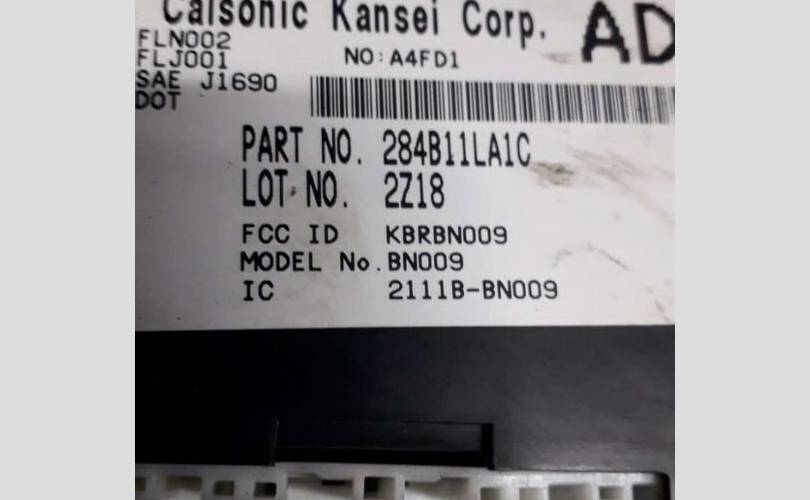 Calsonic Kansei Corp.
AD
FLN002
FLJ001
NO:A4FD1
SAE J1690
DOT
PART NO. 284B11LA1C
LOT NO. 2Z18
FCC ID KBRBN009
MODEL No. BN009
IC 2111B-BN009